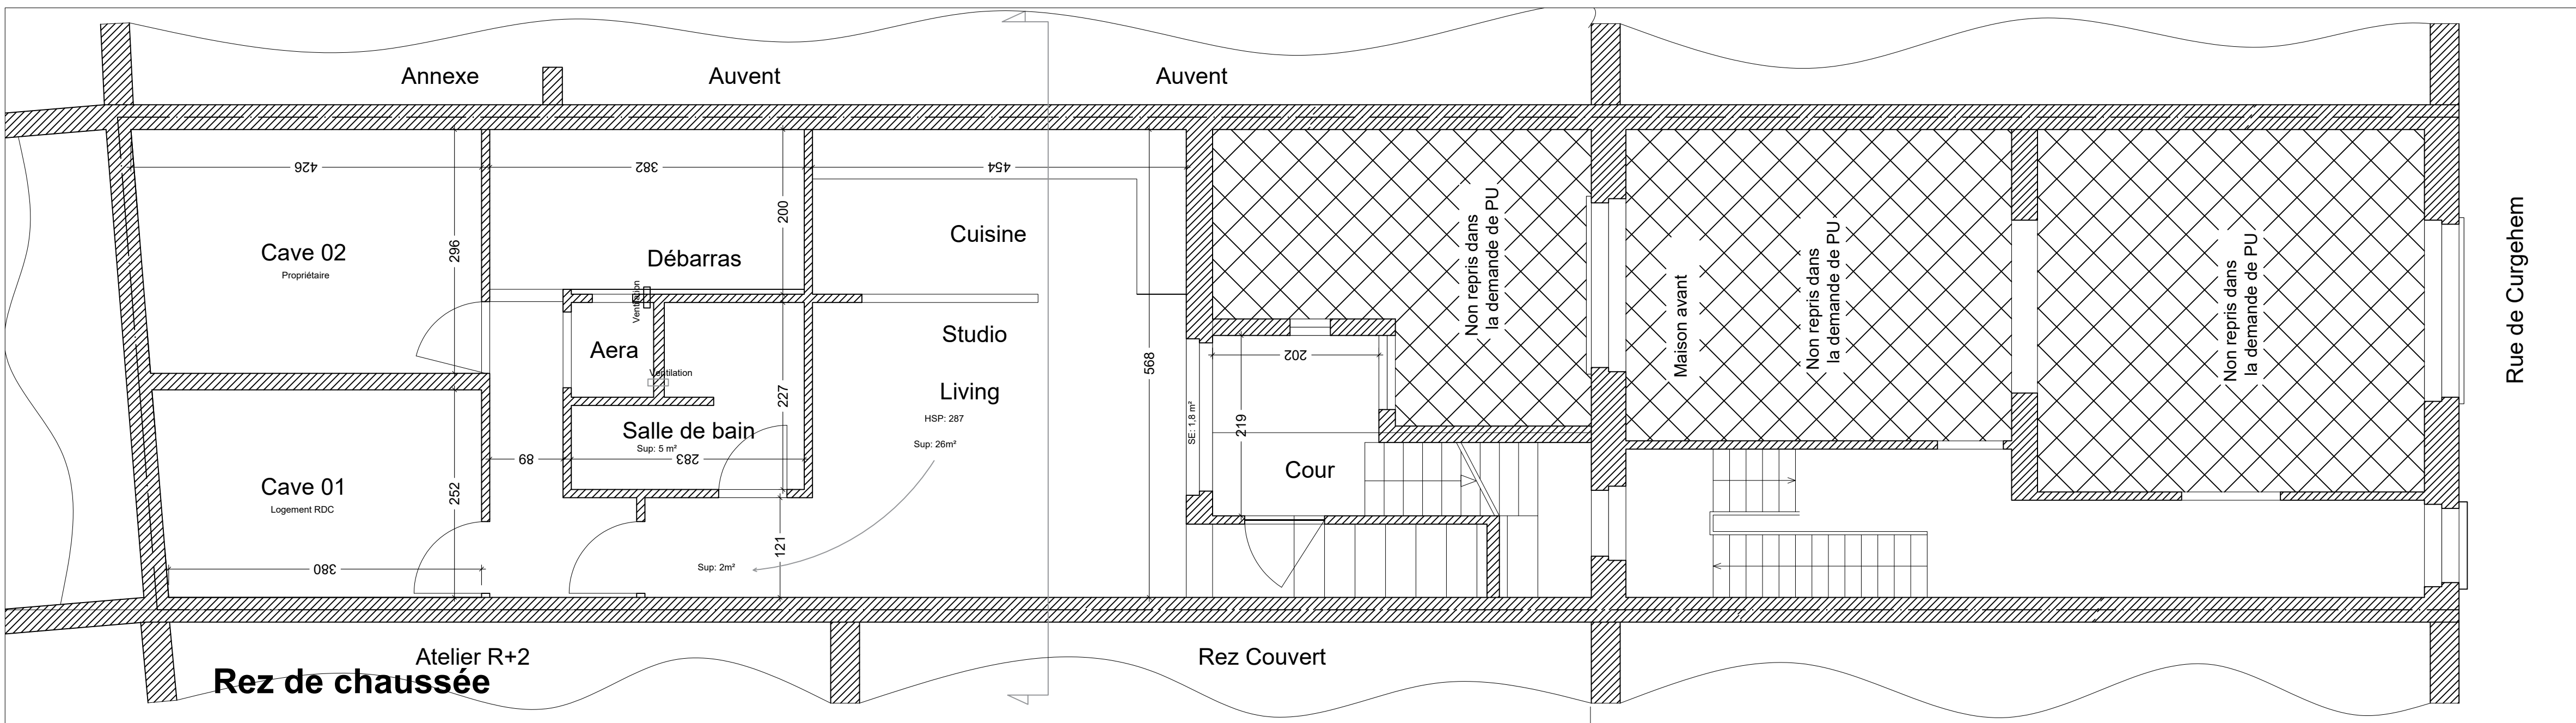 Annexe
Auvent
Auvent
426
382
454
200
296
Cave 02
Propriétaire
Débarras
Cuisine
Ventilation
Aera
Ventilation
Studio
Living
HSP: 287
Sup: 26m²
568
227
Salle de bain
Sup: 5 m²
283
89
Cave 01
Logement RDC
252
380
121
Sup: 2m²
SE: 1,8 m²
202
219
Cour
Non repris dans
la demande de PU
Maison avant
Non repris dans
la demande de PU
Non repris dans
la demande de PU
Rue de Curgehem
Atelier R+2
Rez Couvert
Rez de chaussée